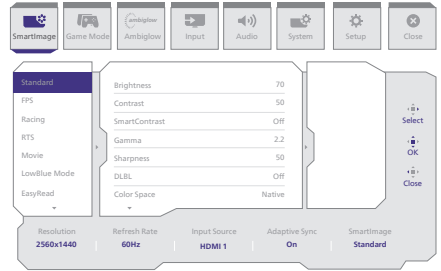 ambiglow
SmartImage Game Mode Ambiglow Input Audio System Setup Close
Standard
FPS
Racing
RTS
Movie
LowBlue Mode
EasyRead
Brightness 70
Contrast 50
SmartContrast Off
Gamma 2.2
Sharpness 50
DLBL Off
Color Space Native
Select
OK
Close
Resolution Refresh Rate Input Source Adaptive Sync SmartImage
2560x1440 60Hz HDMI 1 On Standard